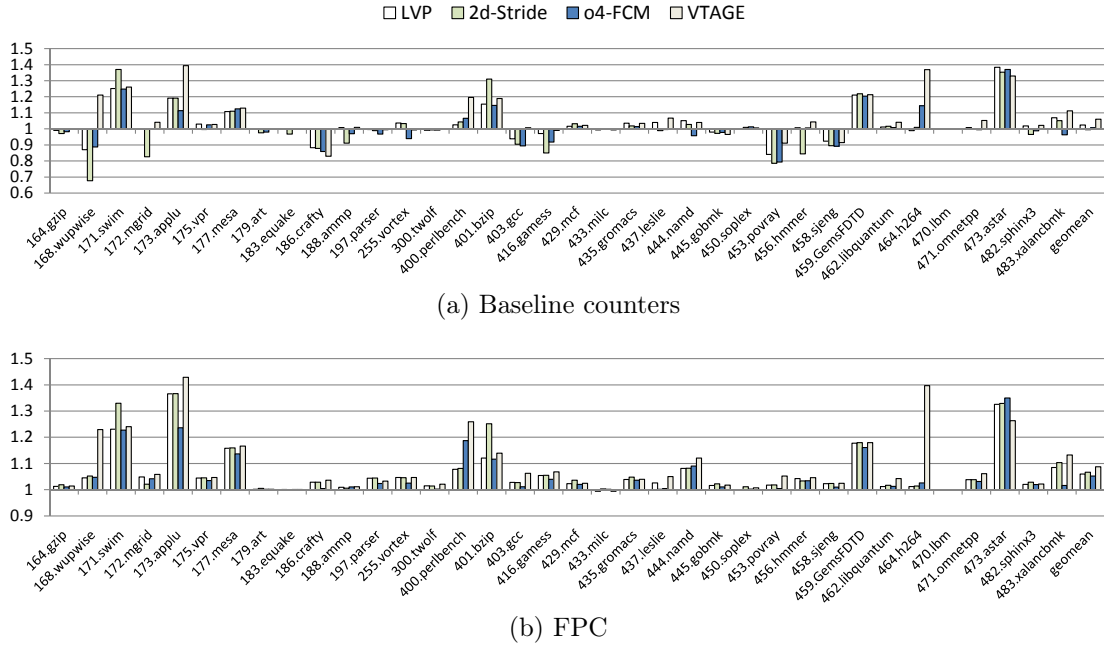 LVP 2d-Stride o4-FCM VTAGE
1.5
1.4
1.3
1.2
1.1
1
0.9
0.8
0.7
0.6
164.gzip
168.wupwise
171.swim
172.mgrid
173.applu
175.vpr
177.mesa
179.art
183.equake
186.crafty
188.ammp
197.parser
255.vortex
300.twolf
400.perlbench
401.bzip
403.gcc
416.gamess
429.mcf
433.milc
435.gromacs
437.leslie
444.namd
445.gobmk
450.soplex
453.povray
456.hmmer
458.sjeng
459.GemsFDTD
462.libquantum
464.h264
470.lbm
471.omnetpp
473.astar
482.sphinx3
483.xalancbmk
geomean
(a) Baseline counters
1.5
1.4
1.3
1.2
1.1
1
0.9
164.gzip
168.wupwise
171.swim
172.mgrid
173.applu
175.vpr
177.mesa
179.art
183.equake
186.crafty
188.ammp
197.parser
255.vortex
300.twolf
400.perlbench
401.bzip
403.gcc
416.gamess
429.mcf
433.milc
435.gromacs
437.leslie
444.namd
445.gobmk
450.soplex
453.povray
456.hmmer
458.sjeng
459.GemsFDTD
462.libquantum
464.h264
470.lbm
471.omnetpp
473.astar
482.sphinx3
483.xalancbmk
geomean
(b) FPC